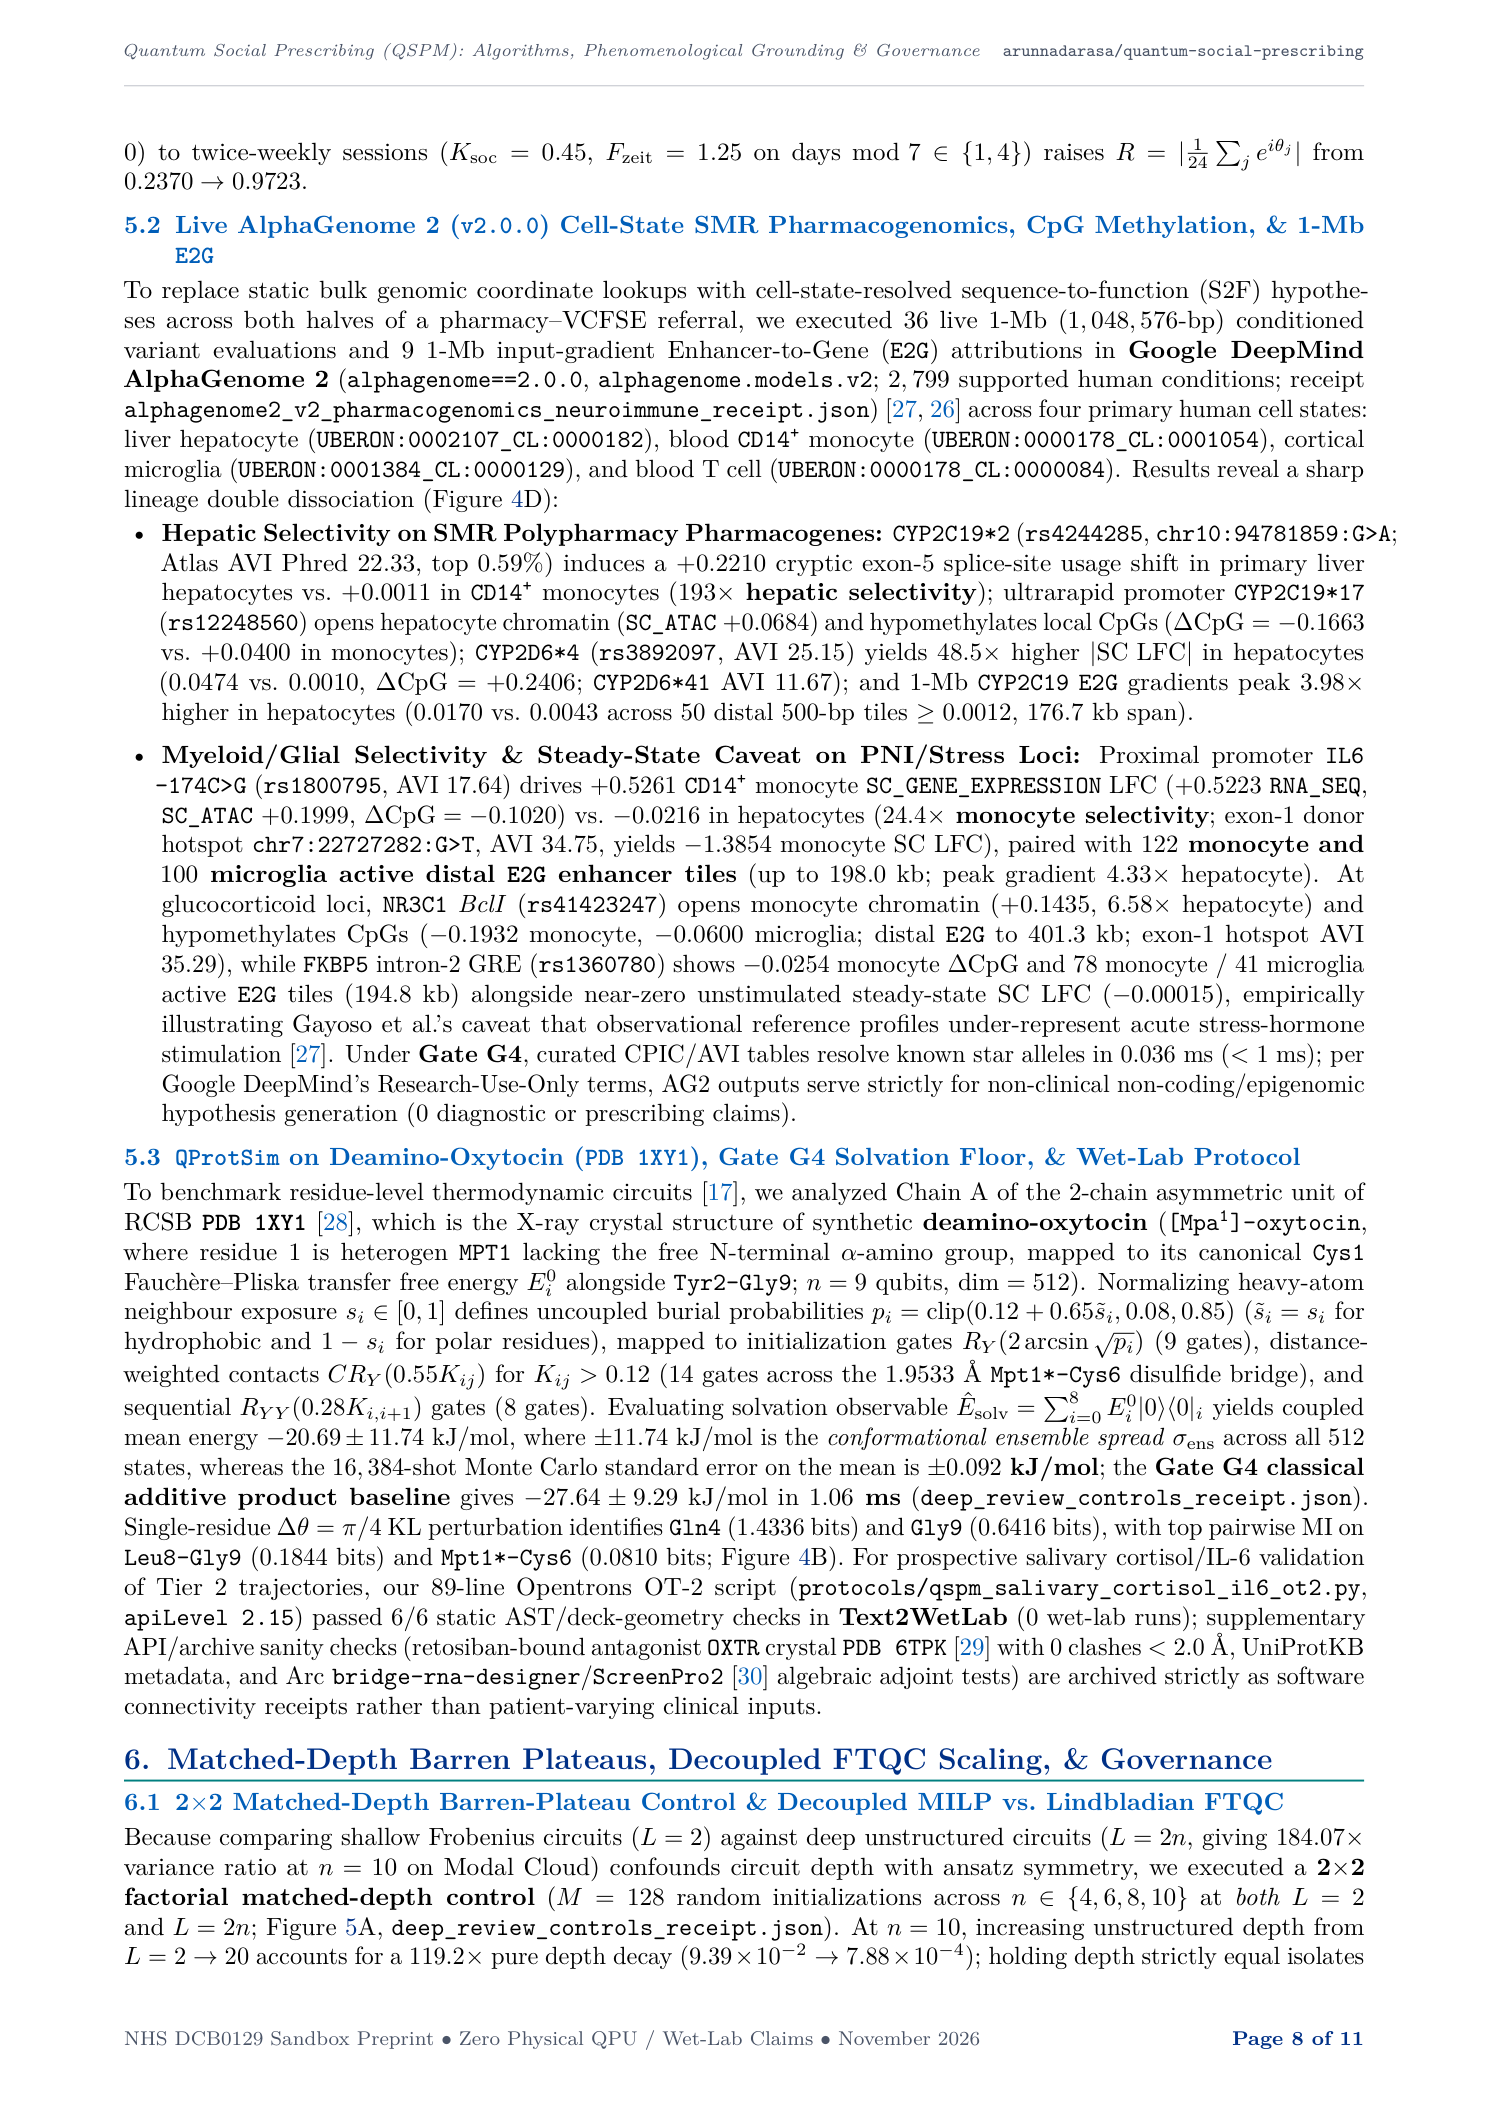 Quantum Social Prescribing (QSPM): Algorithms, Phenomenological Grounding & Governance arunnadarasa/quantum-social-prescribing
0) to twice-weekly sessions (K_soc = 0.45, F_zeit = 1.25 on days mod 7 ∈ {1, 4}) raises R = |1/24 ∑_j e^{iθ_j}| from
0.2370 → 0.9723.
5.2 Live AlphaGenome 2 (v2.0.0) Cell-State SMR Pharmacogenomics, CpG Methylation, & 1-Mb
E2G
To replace static bulk genomic coordinate lookups with cell-state-resolved sequence-to-function (S2F) hypothe-
ses across both halves of a pharmacy–VCFSE referral, we executed 36 live 1-Mb (1, 048, 576-bp) conditioned
variant evaluations and 9 1-Mb input-gradient Enhancer-to-Gene (E2G) attributions in Google DeepMind
AlphaGenome 2 (alphagenome==2.0.0, alphagenome.models.v2; 2, 799 supported human conditions; receipt
alphagenome2_v2_pharmacogenomics_neuroimmune_receipt.json) [27, 26] across four primary human cell states:
liver hepatocyte (UBERON:0002107_CL:0000182), blood CD14⁺ monocyte (UBERON:0000178_CL:0001054), cortical
microglia (UBERON:0001384_CL:0000129), and blood T cell (UBERON:0000178_CL:0000084). Results reveal a sharp
lineage double dissociation (Figure 4D):
• Hepatic Selectivity on SMR Polypharmacy Pharmacogenes: CYP2C19*2 (rs4244285, chr10:94781859:G>A;
Atlas AVI Phred 22.33, top 0.59%) induces a +0.2210 cryptic exon-5 splice-site usage shift in primary liver
hepatocytes vs. +0.0011 in CD14⁺ monocytes (193× hepatic selectivity); ultrarapid promoter CYP2C19*17
(rs12248560) opens hepatocyte chromatin (SC_ATAC +0.0684) and hypomethylates local CpGs (ΔCpG = −0.1663
vs. +0.0400 in monocytes); CYP2D6*4 (rs3892097, AVI 25.15) yields 48.5× higher |SC LFC| in hepatocytes
(0.0474 vs. 0.0010, ΔCpG = +0.2406; CYP2D6*41 AVI 11.67); and 1-Mb CYP2C19 E2G gradients peak 3.98×
higher in hepatocytes (0.0170 vs. 0.0043 across 50 distal 500-bp tiles ≥ 0.0012, 176.7 kb span).
• Myeloid/Glial Selectivity & Steady-State Caveat on PNI/Stress Loci: Proximal promoter IL6
-174C>G (rs1800795, AVI 17.64) drives +0.5261 CD14⁺ monocyte SC_GENE_EXPRESSION LFC (+0.5223 RNA_SEQ,
SC_ATAC +0.1999, ΔCpG = −0.1020) vs. −0.0216 in hepatocytes (24.4× monocyte selectivity; exon-1 donor
hotspot chr7:22727282:G>T, AVI 34.75, yields −1.3854 monocyte SC LFC), paired with 122 monocyte and
100 microglia active distal E2G enhancer tiles (up to 198.0 kb; peak gradient 4.33× hepatocyte). At
glucocorticoid loci, NR3C1 BclI (rs41423247) opens monocyte chromatin (+0.1435, 6.58× hepatocyte) and
hypomethylates CpGs (−0.1932 monocyte, −0.0600 microglia; distal E2G to 401.3 kb; exon-1 hotspot AVI
35.29), while FKBP5 intron-2 GRE (rs1360780) shows −0.0254 monocyte ΔCpG and 78 monocyte / 41 microglia
active E2G tiles (194.8 kb) alongside near-zero unstimulated steady-state SC LFC (−0.00015), empirically
illustrating Gayoso et al.'s caveat that observational reference profiles under-represent acute stress-hormone
stimulation [27]. Under Gate G4, curated CPIC/AVI tables resolve known star alleles in 0.036 ms (< 1 ms); per
Google DeepMind's Research-Use-Only terms, AG2 outputs serve strictly for non-clinical non-coding/epigenomic
hypothesis generation (0 diagnostic or prescribing claims).
5.3 QProtSim on Deamino-Oxytocin (PDB 1XY1), Gate G4 Solvation Floor, & Wet-Lab Protocol
To benchmark residue-level thermodynamic circuits [17], we analyzed Chain A of the 2-chain asymmetric unit of
RCSB PDB 1XY1 [28], which is the X-ray crystal structure of synthetic deamino-oxytocin ([Mpa¹]-oxytocin,
where residue 1 is heterogen MPT1 lacking the free N-terminal α-amino group, mapped to its canonical Cys1
Fauchère–Pliska transfer free energy E_i^0 alongside Tyr2-Gly9; n = 9 qubits, dim = 512). Normalizing heavy-atom
neighbour exposure s_i ∈ [0, 1] defines uncoupled burial probabilities p_i = clip(0.12 + 0.65s̃_i, 0.08, 0.85) (s̃_i = s_i for
hydrophobic and 1 − s_i for polar residues), mapped to initialization gates R_Y(2 arcsin √p_i) (9 gates), distance-
weighted contacts CR_Y(0.55K_ij) for K_ij > 0.12 (14 gates across the 1.9533 Å Mpt1*-Cys6 disulfide bridge), and
sequential R_YY(0.28K_{i,i+1}) gates (8 gates). Evaluating solvation observable Ê_solv = ∑_{i=0}^8 E_i^0|0⟩⟨0|_i yields coupled
mean energy −20.69 ± 11.74 kJ/mol, where ±11.74 kJ/mol is the conformational ensemble spread σ_ens across all 512
states, whereas the 16, 384-shot Monte Carlo standard error on the mean is ±0.092 kJ/mol; the Gate G4 classical
additive product baseline gives −27.64 ± 9.29 kJ/mol in 1.06 ms (deep_review_controls_receipt.json).
Single-residue Δθ = π/4 KL perturbation identifies Gln4 (1.4336 bits) and Gly9 (0.6416 bits), with top pairwise MI on
Leu8-Gly9 (0.1844 bits) and Mpt1*-Cys6 (0.0810 bits; Figure 4B). For prospective salivary cortisol/IL-6 validation
of Tier 2 trajectories, our 89-line Opentrons OT-2 script (protocols/qspm_salivary_cortisol_il6_ot2.py,
apiLevel 2.15) passed 6/6 static AST/deck-geometry checks in Text2WetLab (0 wet-lab runs); supplementary
API/archive sanity checks (retosiban-bound antagonist OXTR crystal PDB 6TPK [29] with 0 clashes < 2.0 Å, UniProtKB
metadata, and Arc bridge-rna-designer/ScreenPro2 [30] algebraic adjoint tests) are archived strictly as software
connectivity receipts rather than patient-varying clinical inputs.
6. Matched-Depth Barren Plateaus, Decoupled FTQC Scaling, & Governance
6.1 2×2 Matched-Depth Barren-Plateau Control & Decoupled MILP vs. Lindbladian FTQC
Because comparing shallow Frobenius circuits (L = 2) against deep unstructured circuits (L = 2n, giving 184.07×
variance ratio at n = 10 on Modal Cloud) confounds circuit depth with ansatz symmetry, we executed a 2×2
factorial matched-depth control (M = 128 random initializations across n ∈ {4, 6, 8, 10} at both L = 2
and L = 2n; Figure 5A, deep_review_controls_receipt.json). At n = 10, increasing unstructured depth from
L = 2 → 20 accounts for a 119.2× pure depth decay (9.39×10⁻² → 7.88×10⁻⁴); holding depth strictly equal isolates
NHS DCB0129 Sandbox Preprint • Zero Physical QPU / Wet-Lab Claims • November 2026 Page 8 of 11